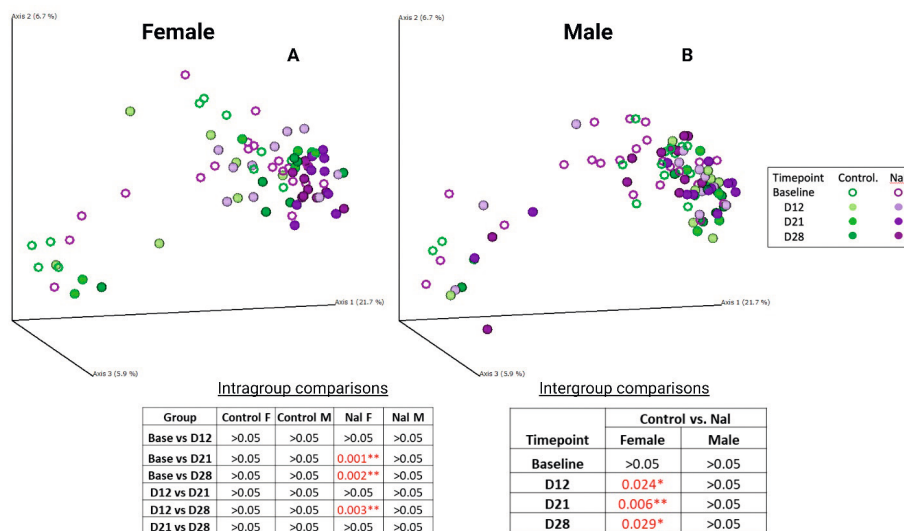 Axis 2 (6.7 %)
Female
A
Axis 1 (21.7 %)
Axis 3 (5.9 %)
Axis 2 (6.7 %)
Male
B
Axis 1 (21.7 %)
Axis 3 (5.9 %)
Timepoint Control. Nal
Baseline
D12
D21
D28
Intragroup comparisons
Group Control F Control M Nal F Nal M
Base vs D12 >0.05 >0.05 >0.05 >0.05
Base vs D21 >0.05 >0.05 0.001** >0.05
Base vs D28 >0.05 >0.05 0.002** >0.05
D12 vs D21 >0.05 >0.05 >0.05 >0.05
D12 vs D28 >0.05 >0.05 0.003** >0.05
D21 vs D28 >0.05 >0.05 >0.05 >0.05
Intergroup comparisons
Control vs. Nal
Timepoint Female Male
Baseline >0.05 >0.05
D12 0.024* >0.05
D21 0.006** >0.05
D28 0.029* >0.05